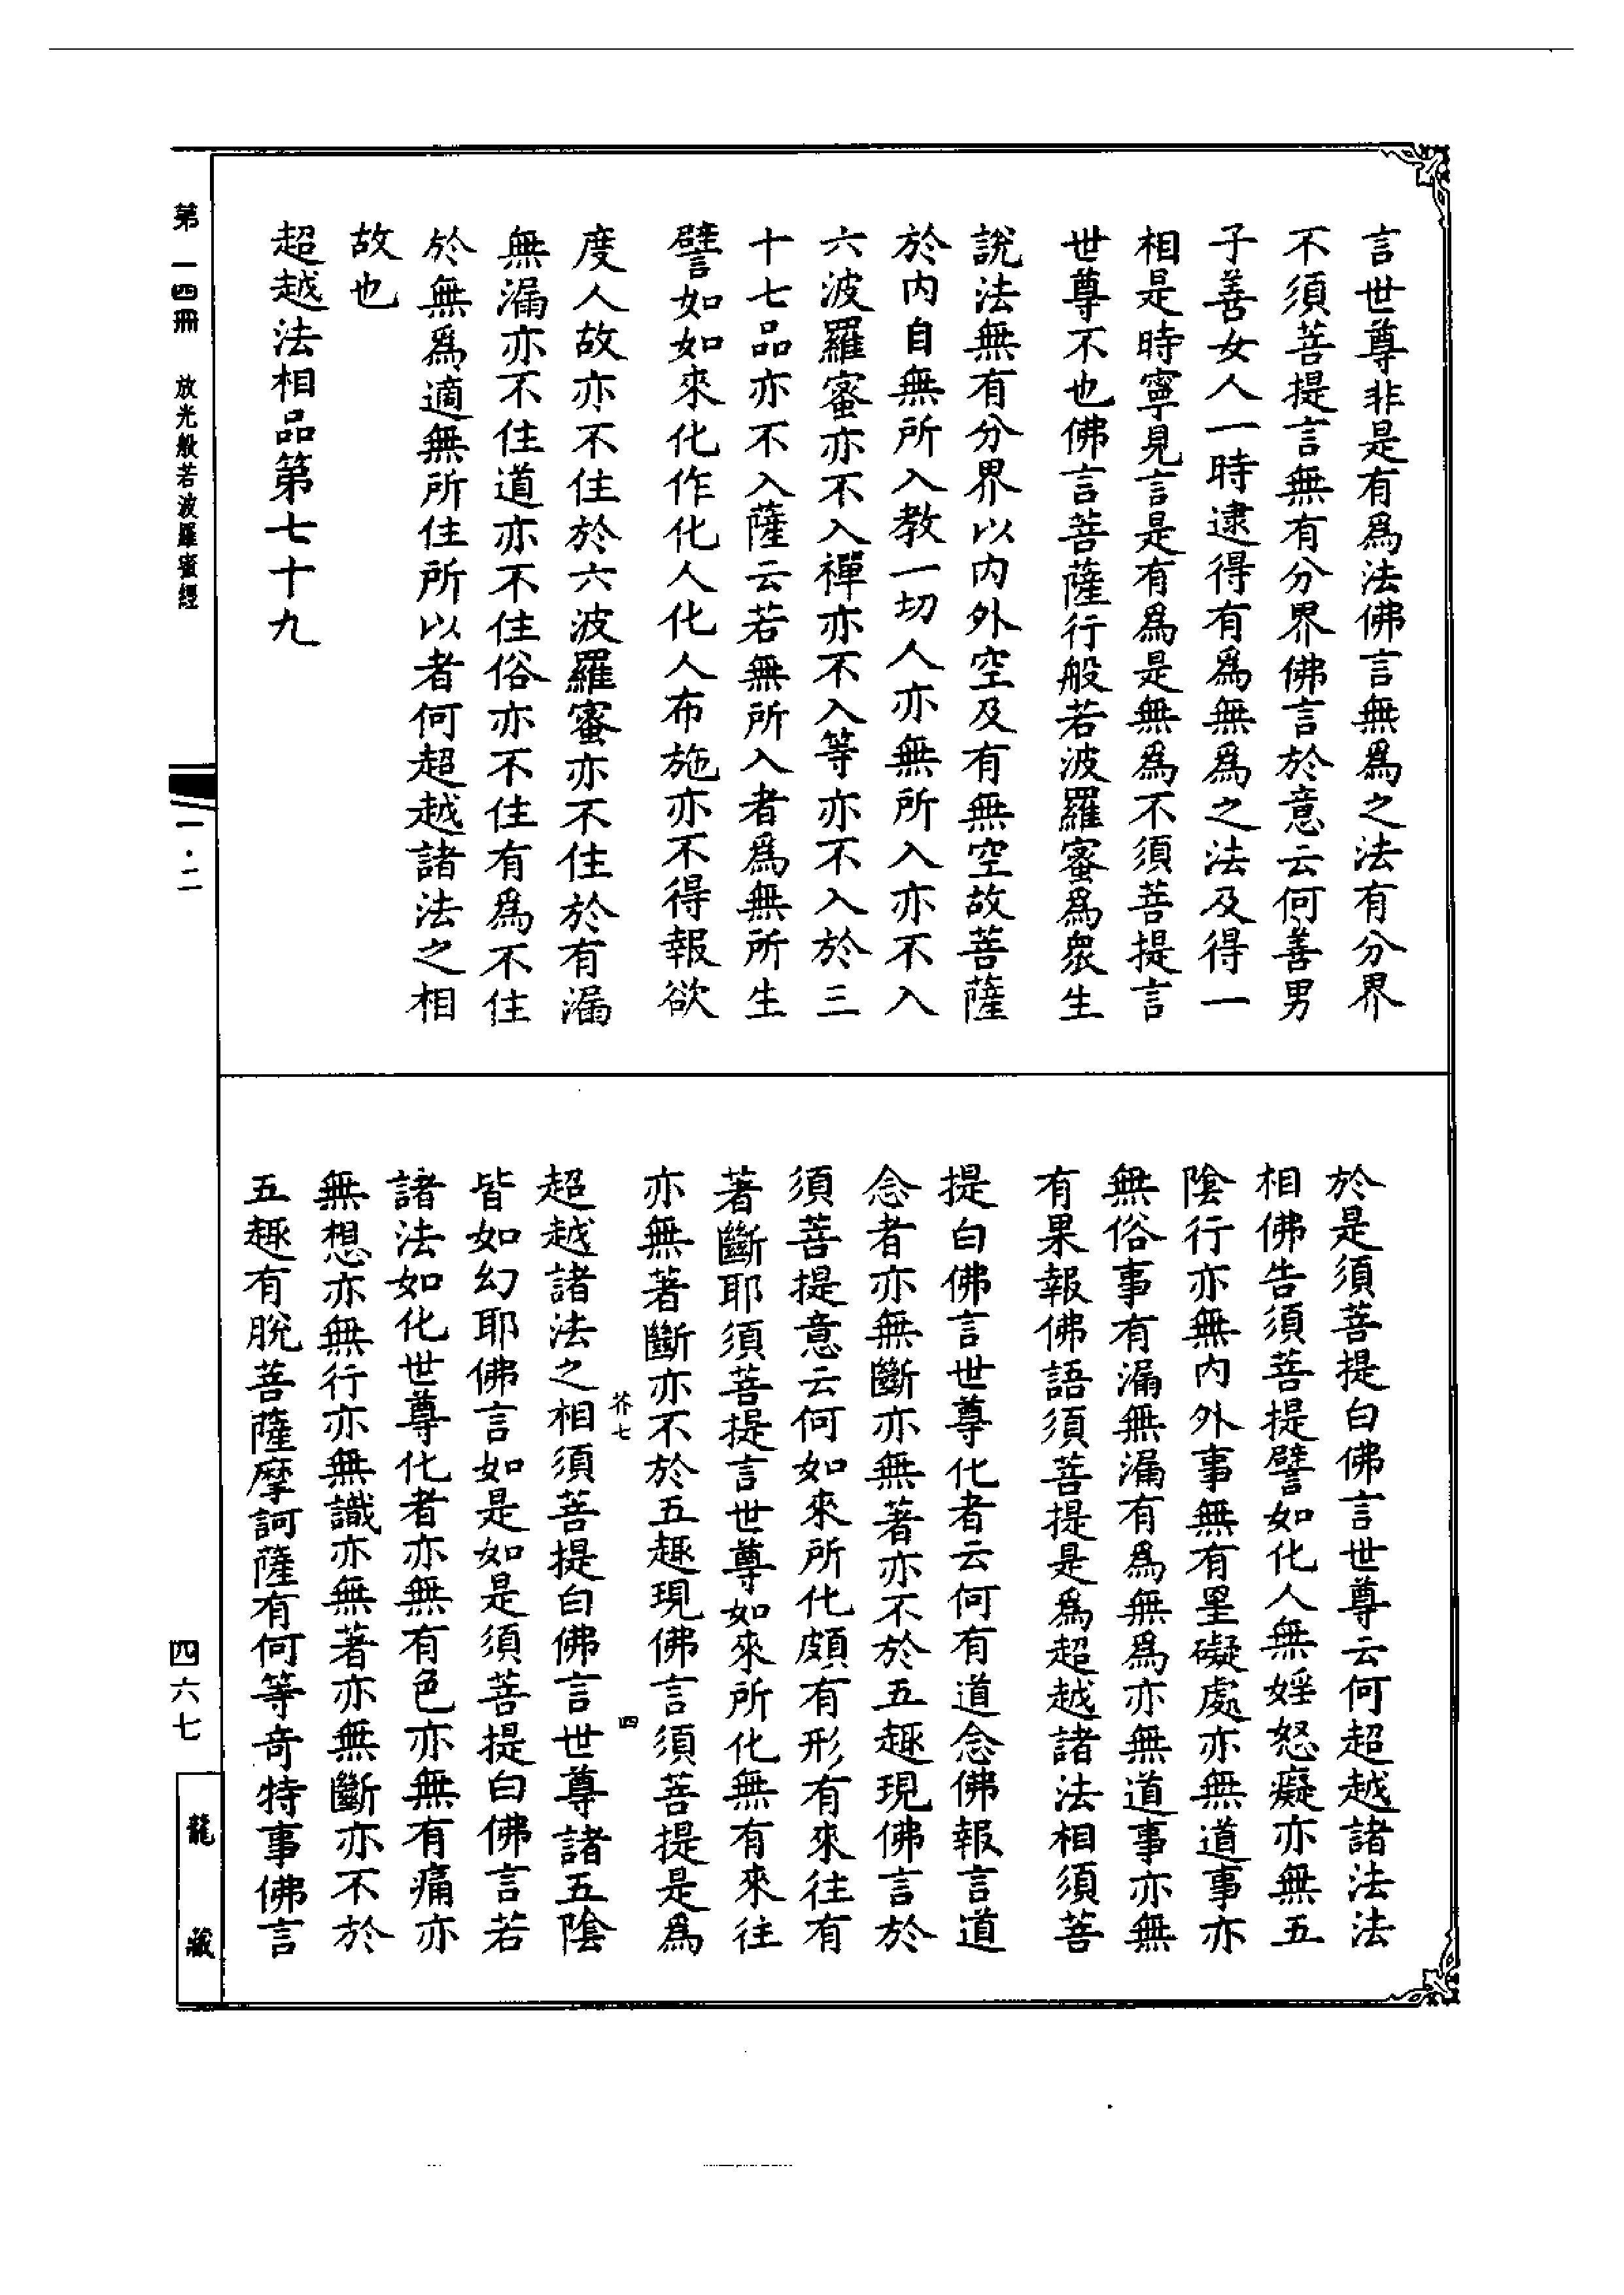 言世尊非是有爲法佛言無爲之法有分界
不須菩提言無有分界佛言於意云何善男
子善女人一時逮得有爲無爲之法及得一
相是時寧見言是有爲是無爲不須菩提言
世尊不也佛言菩薩行般若波羅蜜爲眾生
說法無有分界以内外空及有無空故菩薩
於内自無所入教一切人亦無所入亦不入
六波羅蜜亦不入禪亦不入等亦不入於三
十七品亦不入薩云若無所入者爲無所生
譬如如來化作化人化人布施亦不得報欲
度人故亦不住於六波羅蜜亦不住於有漏
無漏亦不住道亦不住俗亦不住有爲不住
於無爲適無所住所以者何超越諸法之相
故也
超越法相品第七十九
於是須菩提白佛言世尊云何超越諸法法
相佛告須菩提譬如化人無婬怒癡亦無五
陰行亦無内外事無有罣礙處亦無道事亦
無俗事有漏無漏有爲無爲亦無道事亦無
有果報佛語須菩提是爲超越諸法相須菩
提白佛言世尊化者云何有道念佛報言道
念者亦無斷亦無著亦不於五趣現佛言於
須菩提意云何如來所化頗有形有來往有
著斷耶須菩提言世尊如來所化無有來往
亦無著斷亦不於五趣現佛言須菩提是爲
芥七 四
超越諸法之相須菩提白佛言世尊諸五陰
皆如幻耶佛言如是如是須菩提白佛言若
諸法如化世尊化者亦無有色亦無有痛亦
無想亦無行亦無識亦無著亦無斷亦不於
五趣有脫菩薩摩訶薩有何等奇特事佛言
第一四冊 放光般若波羅蜜經 一·二 四六七 龍藏